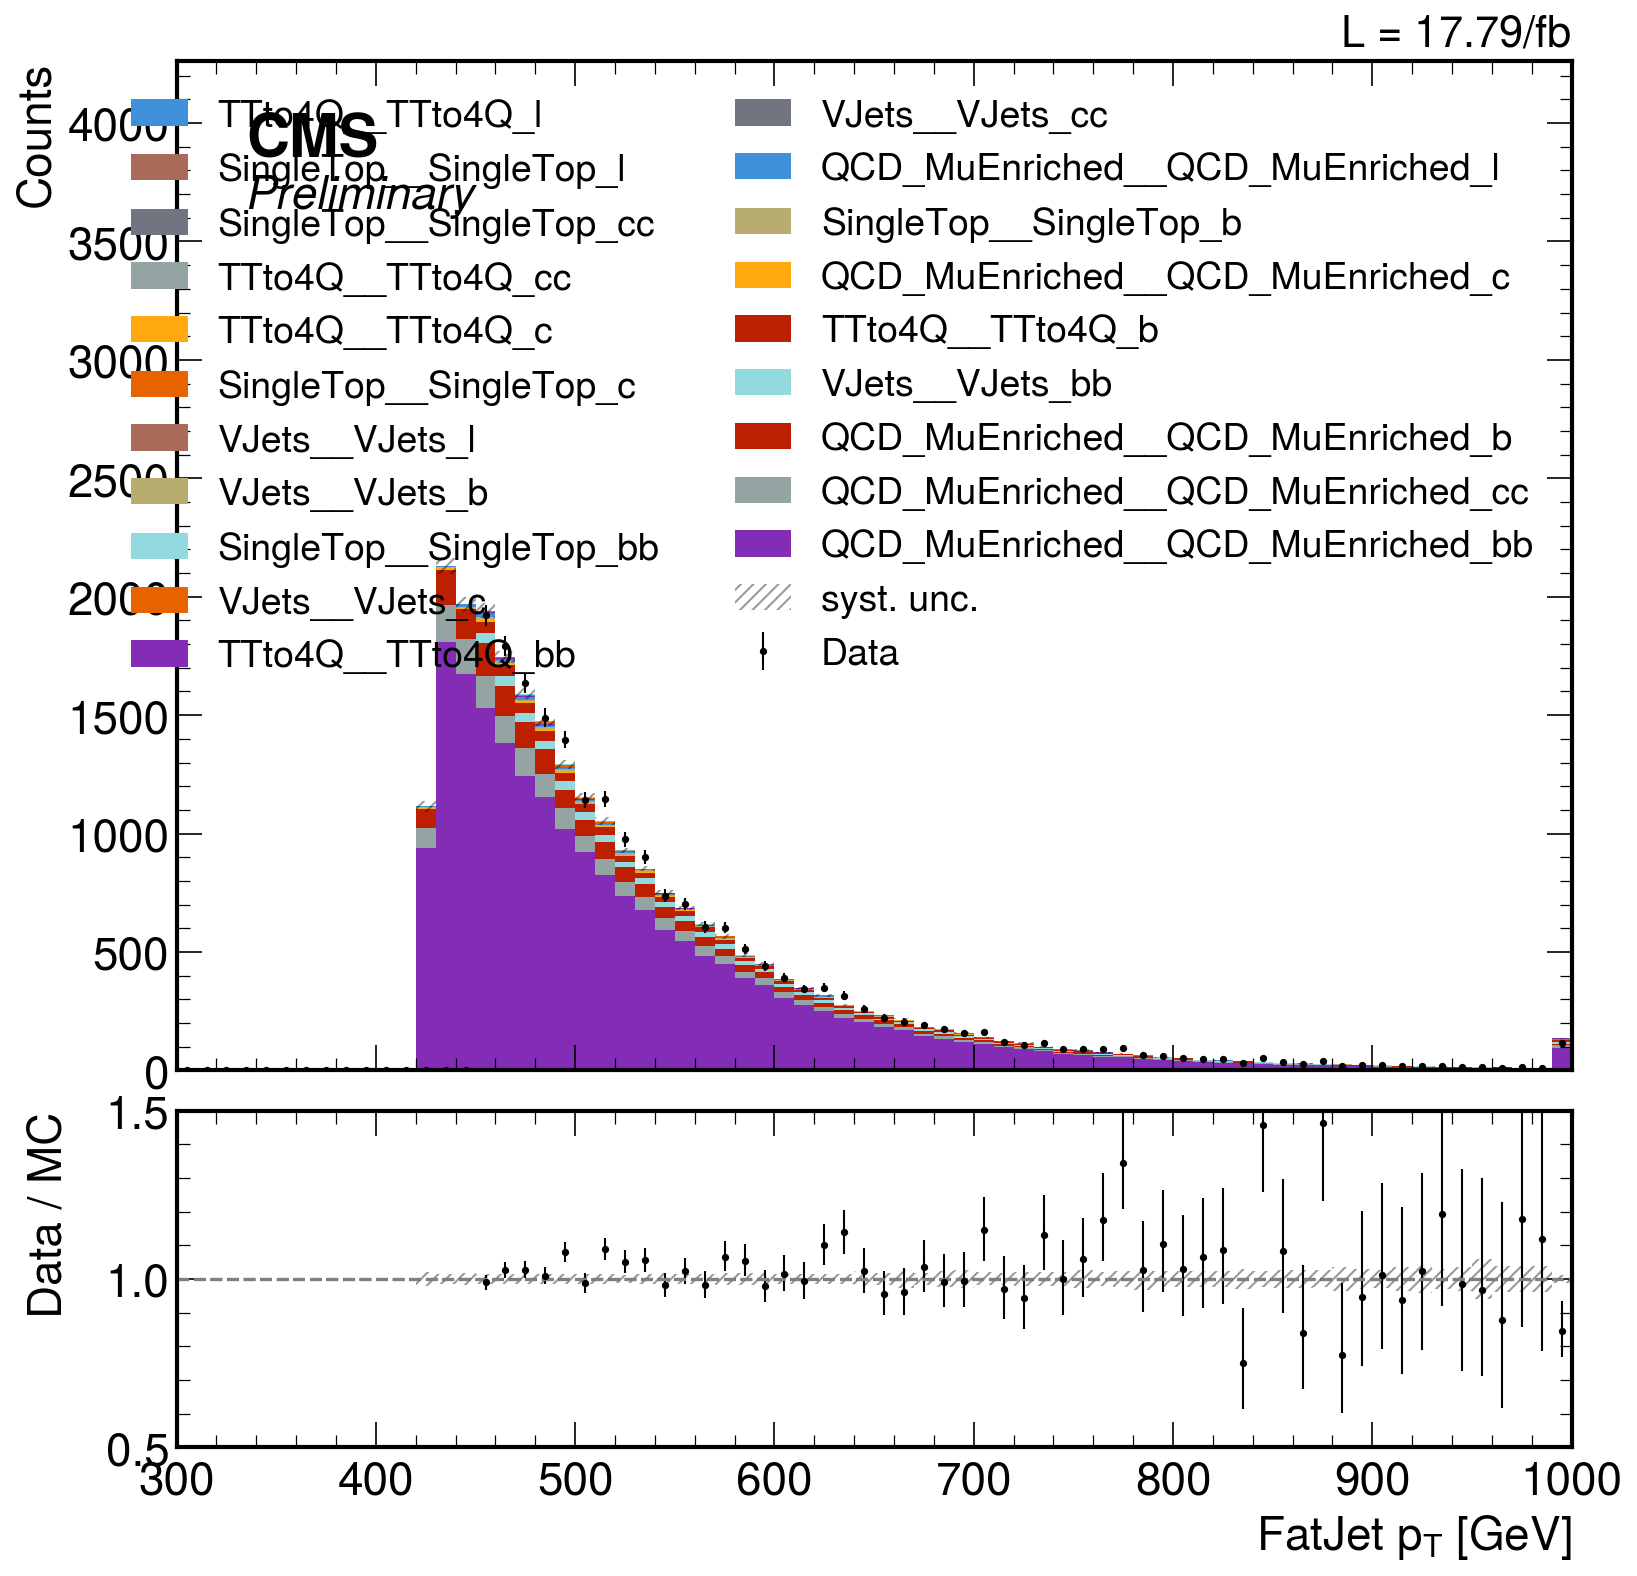 L = 17.79/fb
Counts
CMS
Preliminary
TTto4Q__TTto4Q_l
SingleTop__SingleTop_l
SingleTop__SingleTop_cc
TTto4Q__TTto4Q_cc
TTto4Q__TTto4Q_c
SingleTop__SingleTop_c
VJets__VJets_l
VJets__VJets_b
SingleTop__SingleTop_bb
VJets__VJets_c
TTto4Q__TTto4Q_bb
VJets__VJets_cc
QCD_MuEnriched__QCD_MuEnriched_l
SingleTop__SingleTop_b
QCD_MuEnriched__QCD_MuEnriched_c
TTto4Q__TTto4Q_b
VJets__VJets_bb
QCD_MuEnriched__QCD_MuEnriched_b
QCD_MuEnriched__QCD_MuEnriched_cc
QCD_MuEnriched__QCD_MuEnriched_bb
syst. unc.
Data
4000
3500
3000
2500
2000
1500
1000
500
0
Data / MC
1.5
1.0
0.5
300 400 500 600 700 800 900 1000
FatJet p_T [GeV]